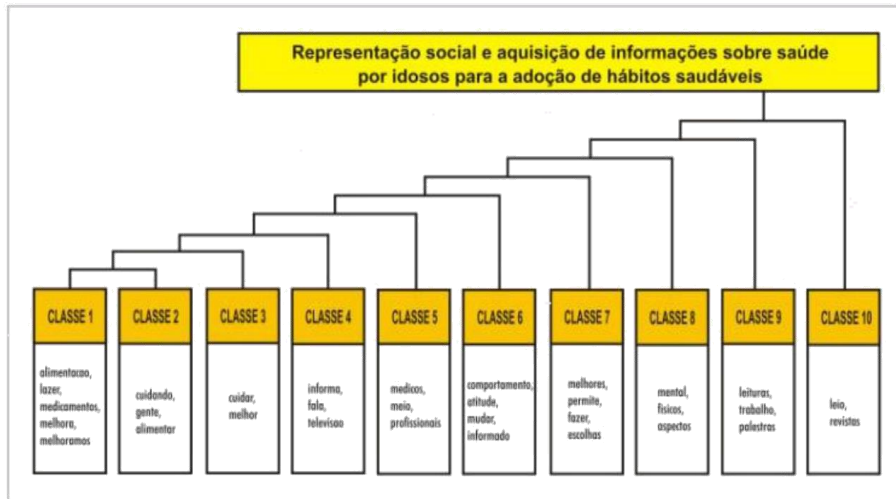 Representação social e aquisição de informações sobre saúde
por idosos para a adoção de hábitos saudáveis
CLASSE 1
alimentacao,
lazer,
medicamentos,
melhora,
melhoramos
CLASSE 2
cuidando,
gente,
alimentar
CLASSE 3
cuidar,
melhor
CLASSE 4
informa,
fala,
televisao
CLASSE 5
medicos,
meio,
profissionais
CLASSE 6
comportamento,
atitude,
mudar,
informado
CLASSE 7
melhores,
permite,
fazer,
escolhas
CLASSE 8
mental,
fisicos,
aspectos
CLASSE 9
leituras,
trabalho,
palestras
CLASSE 10
leio,
revistas